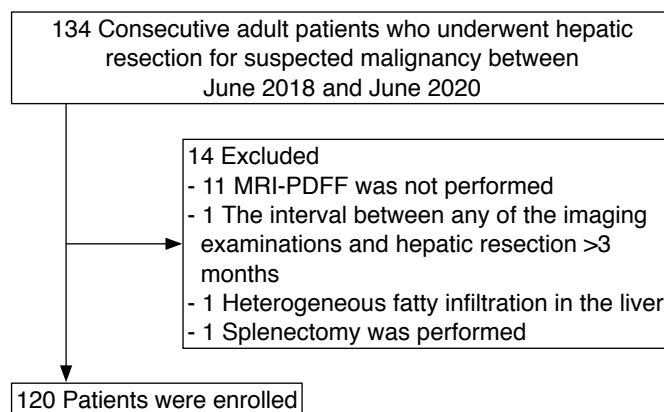 134 Consecutive adult patients who underwent hepatic
resection for suspected malignancy between
June 2018 and June 2020
14 Excluded
- 11 MRI-PDFF was not performed
- 1 The interval between any of the imaging
examinations and hepatic resection >3
months
- 1 Heterogeneous fatty infiltration in the liver
- 1 Splenectomy was performed
120 Patients were enrolled